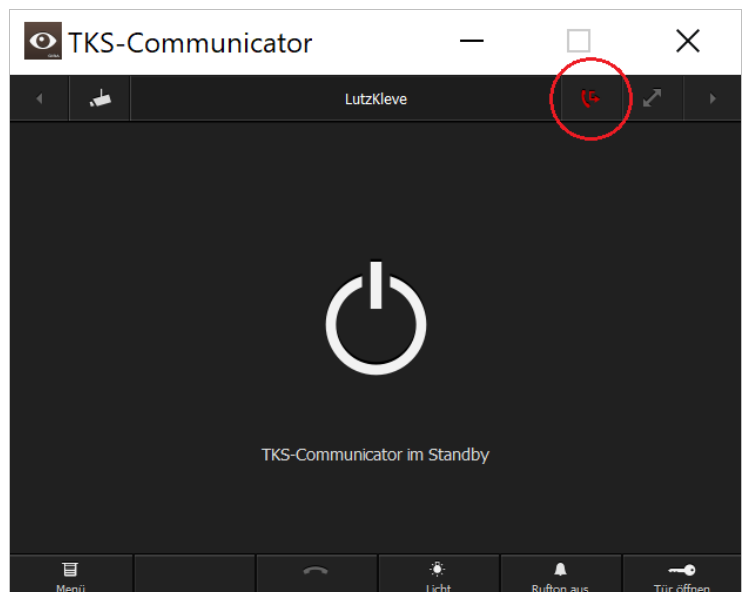 TKS-Communicator
LutzKleve
TKS-Communicator im Standby
Menü
Licht
Rufton aus
Tür öffnen